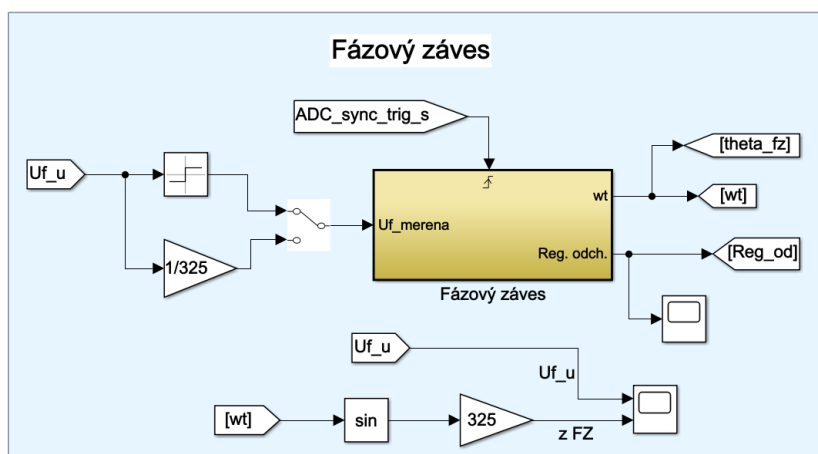 Fázový záves
ADC_sync_trig_s
Uf_u
1/325
Uf_merena
wt
Reg. odch.
Fázový záves
[theta_fz]
[wt]
[Reg_od]
Uf_u
Uf_u
[wt]
sin
325
z FZ